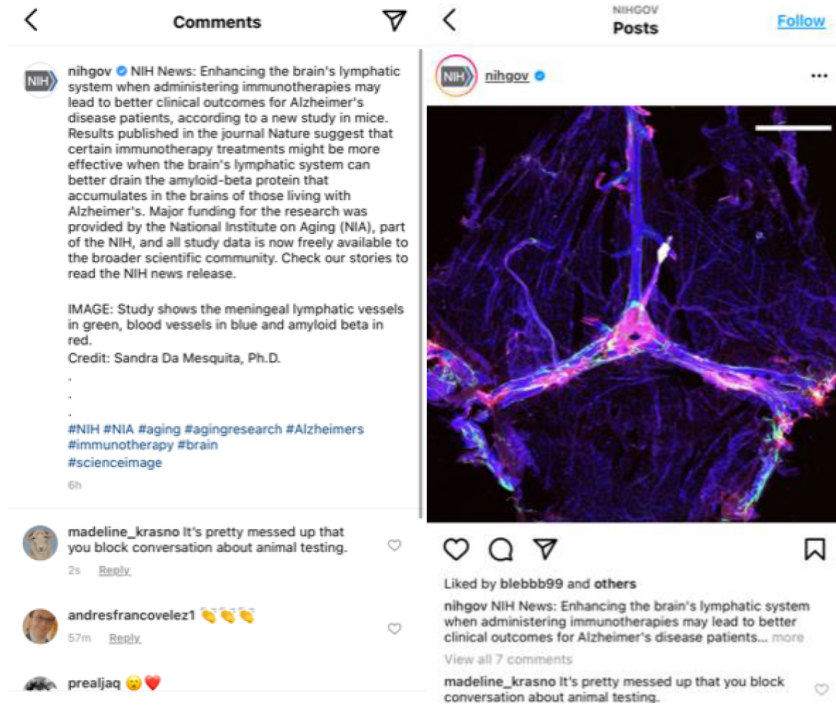 Comments
NIH
nihgov NIH News: Enhancing the brain's lymphatic
system when administering immunotherapies may
lead to better clinical outcomes for Alzheimer's
disease patients, according to a new study in mice.
Results published in the journal Nature suggest that
certain immunotherapy treatments might be more
effective when the brain's lymphatic system can
better drain the amyloid-beta protein that
accumulates in the brains of those living with
Alzheimer's. Major funding for the research was
provided by the National Institute on Aging (NIA), part
of the NIH, and all study data is now freely available to
the broader scientific community. Check our stories to
read the NIH news release.
IMAGE: Study shows the meningeal lymphatic vessels
in green, blood vessels in blue and amyloid beta in
red.
Credit: Sandra Da Mesquita, Ph.D.
.
.
.
#NIH #NIA #aging #agingresearch #Alzheimers
#immunotherapy #brain
#scienceimage
6h
madeline_krasno It's pretty messed up that
you block conversation about animal testing.
2s Reply
andresfrancovelez1 👏👏👏
57m Reply
prealjaq 😮❤️
NIHGOV
Posts
Follow
NIH
nihgov
Liked by blebbb99 and others
nihgov NIH News: Enhancing the brain's lymphatic system
when administering immunotherapies may lead to better
clinical outcomes for Alzheimer's disease patients... more
View all 7 comments
madeline_krasno It's pretty messed up that you block
conversation about animal testing.